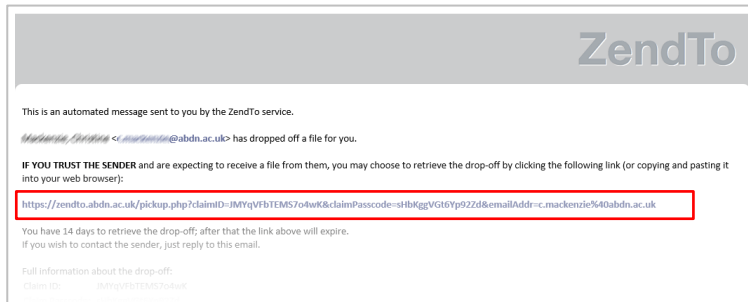 ZendTo
This is an automated message sent to you by the ZendTo service.
@abdn.ac.uk> has dropped off a file for you.
IF YOU TRUST THE SENDER and are expecting to receive a file from them, you may choose to retrieve the drop-off by clicking the following link (or copying and pasting it
into your web browser):
https://zendto.abdn.ac.uk/pickup.php?claimID=JMYqVFbTEMS7o4wK&claimPasscode=sHbKggVGt6Yp92Zd&emailAddr=c.mackenzie%40abdn.ac.uk
You have 14 days to retrieve the drop-off; after that the link above will expire.
If you wish to contact the sender, just reply to this email.
Full information about the drop-off:
Claim ID: JMYqVFbTEMS7o4wK